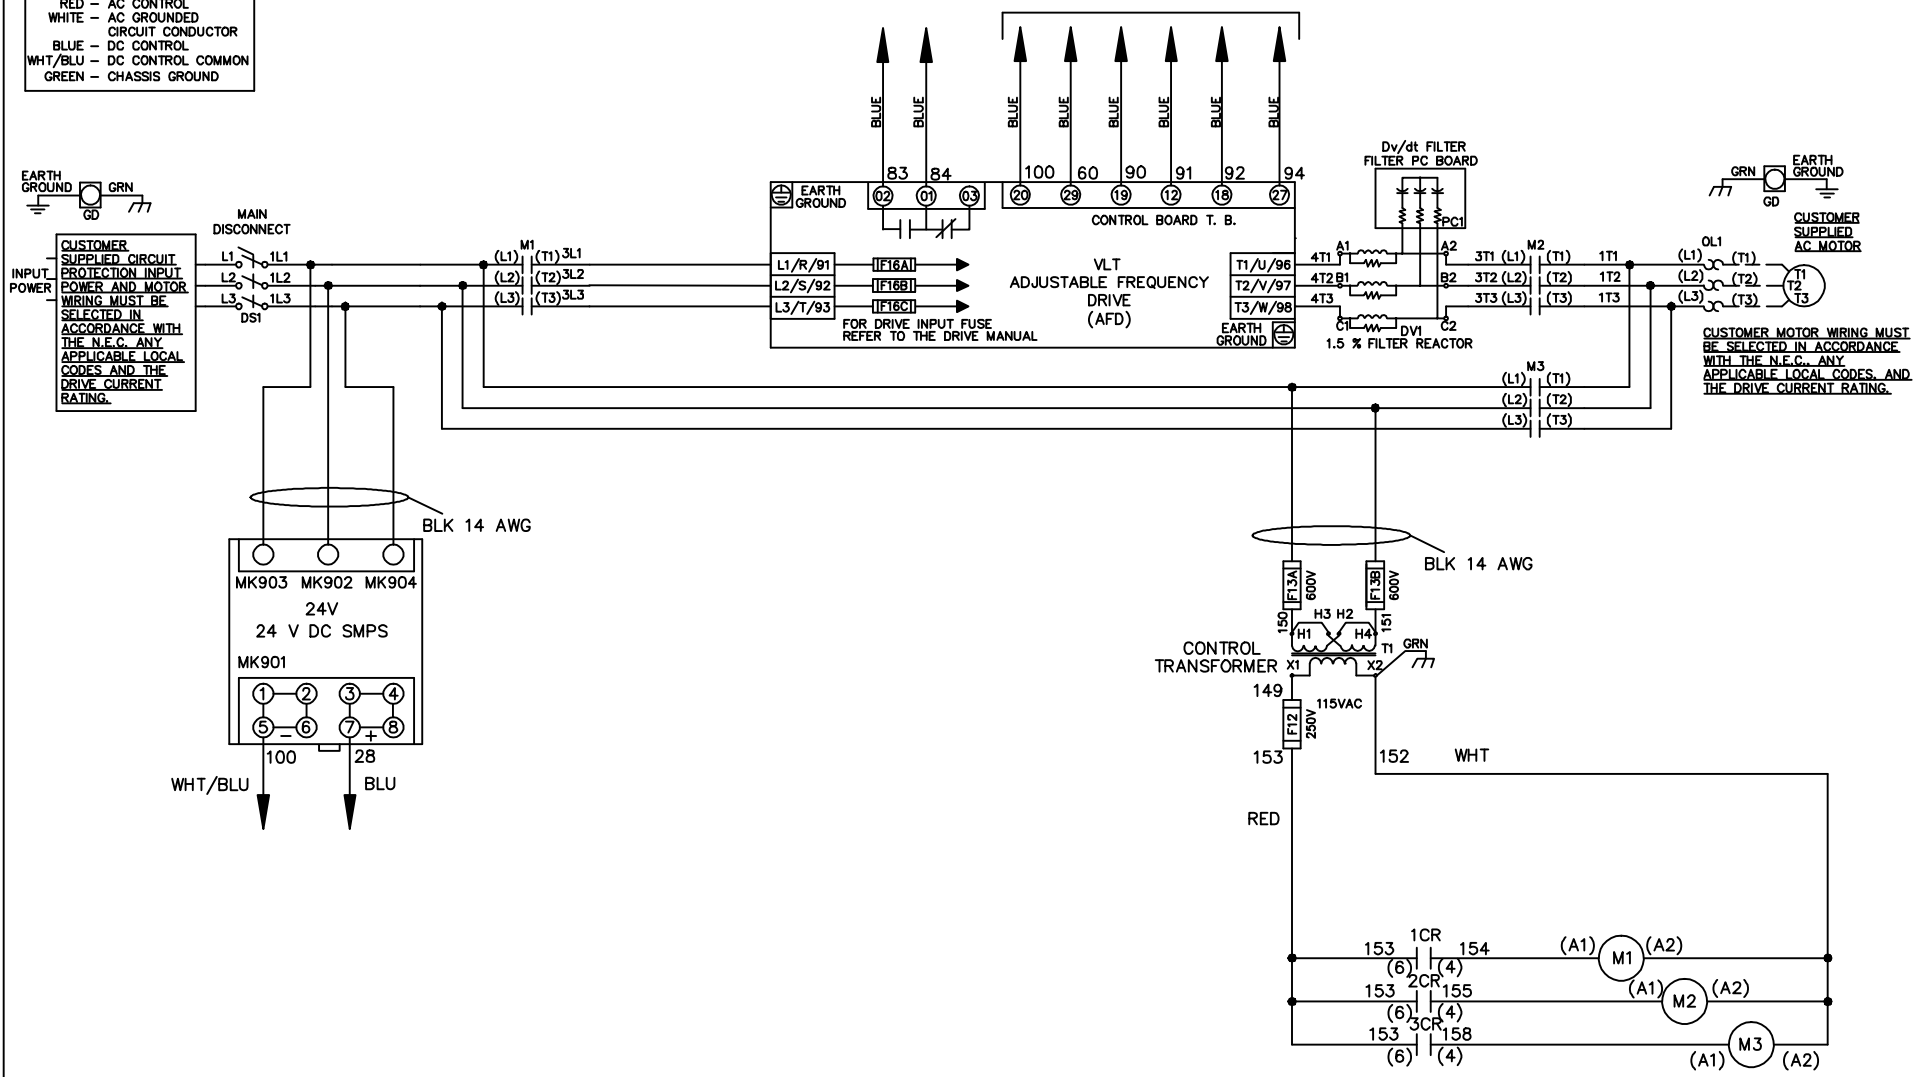 RED – AC CONTROL
WHITE – AC GROUNDED
CIRCUIT CONDUCTOR
BLUE – DC CONTROL
WHT/BLU – DC CONTROL COMMON
GREEN – CHASSIS GROUND
BLUE
BLUE
BLUE
BLUE
BLUE
BLUE
BLUE
BLUE
83
84
100
60
90
91
92
94
EARTH
GROUND
02
01
03
20
29
19
12
18
27
CONTROL BOARD T. B.
EARTH
GROUND
GRN
GD
MAIN
DISCONNECT
INPUT
POWER
CUSTOMER
SUPPLIED CIRCUIT
PROTECTION INPUT
POWER AND MOTOR
WIRING MUST BE
SELECTED IN
ACCORDANCE WITH
THE N.E.C. ANY
APPLICABLE LOCAL
CODES AND THE
DRIVE CURRENT
RATING.
L1 1L1
L2 1L2
L3 1L3
DS1
M1
(L1) (T1) 3L1
(L2) (T2) 3L2
(L3) (T3) 3L3
L1/R/91
L2/S/92
L3/T/93
F16A
F16B
F16C
FOR DRIVE INPUT FUSE
REFER TO THE DRIVE MANUAL
VLT
ADJUSTABLE FREQUENCY
DRIVE
(AFD)
T1/U/96
T2/V/97
T3/W/98
EARTH
GROUND
4T1
4T2
4T3
Dv/dt FILTER
FILTER PC BOARD
PC1
A1 A2
B1 B2
C1 C2
DV1
1.5 % FILTER REACTOR
M2
3T1 (L1) (T1) 1T1
3T2 (L2) (T2) 1T2
3T3 (L3) (T3) 1T3
OL1
(L1) (T1)
(L2) (T2)
(L3) (T3)
T1
T2
T3
GRN
EARTH
GROUND
GD
CUSTOMER
SUPPLIED
AC MOTOR
CUSTOMER MOTOR WIRING MUST
BE SELECTED IN ACCORDANCE
WITH THE N.E.C., ANY
APPLICABLE LOCAL CODES, AND
THE DRIVE CURRENT RATING.
M3
(L1) (T1)
(L2) (T2)
(L3) (T3)
BLK 14 AWG
MK903 MK902 MK904
24V
24 V DC SMPS
MK901
1 2 3 4
5 – 6 7 + 8
100
28
WHT/BLU
BLU
BLK 14 AWG
F13A
600V
F13B
600V
150
151
H3 H2
H1 H4
T1
GRN
CONTROL
TRANSFORMER
X1 X2
149
115VAC
F12
250V
153
152
WHT
RED
1CR
153 154
(6) (4)
(A1) M1 (A2)
2CR
153 155
(6) (4)
(A1) M2 (A2)
3CR
153 158
(6) (4)
(A1) M3 (A2)